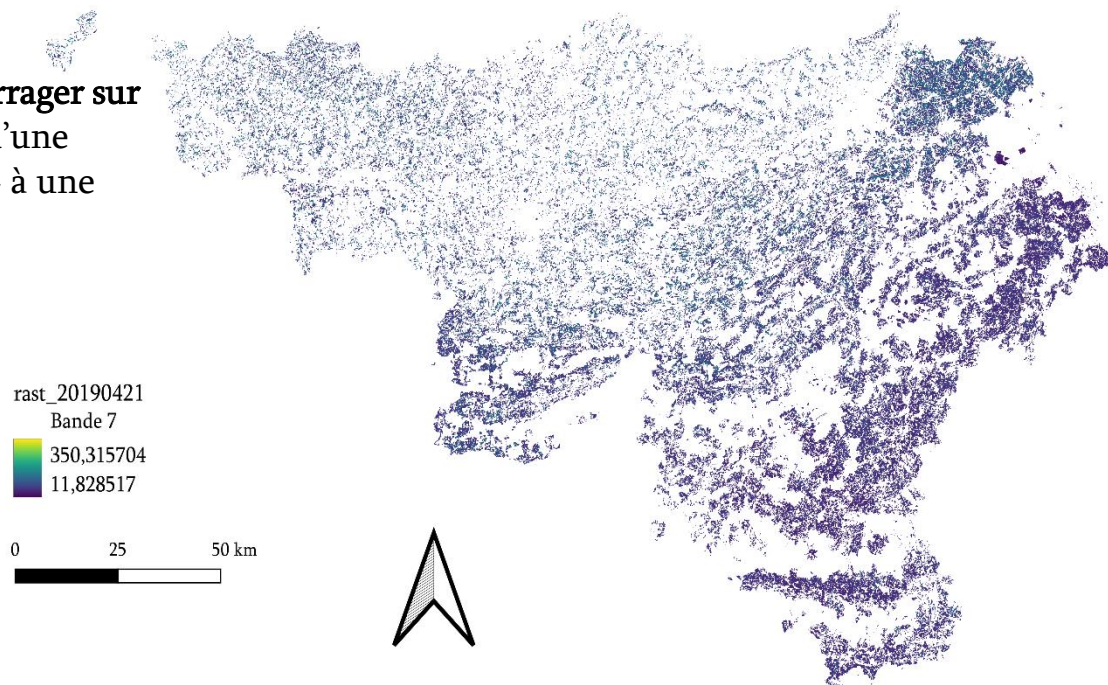 rrager sur
l'une
à une
rast_20190421
Bande 7
350,315704
11,828517
0 25 50 km